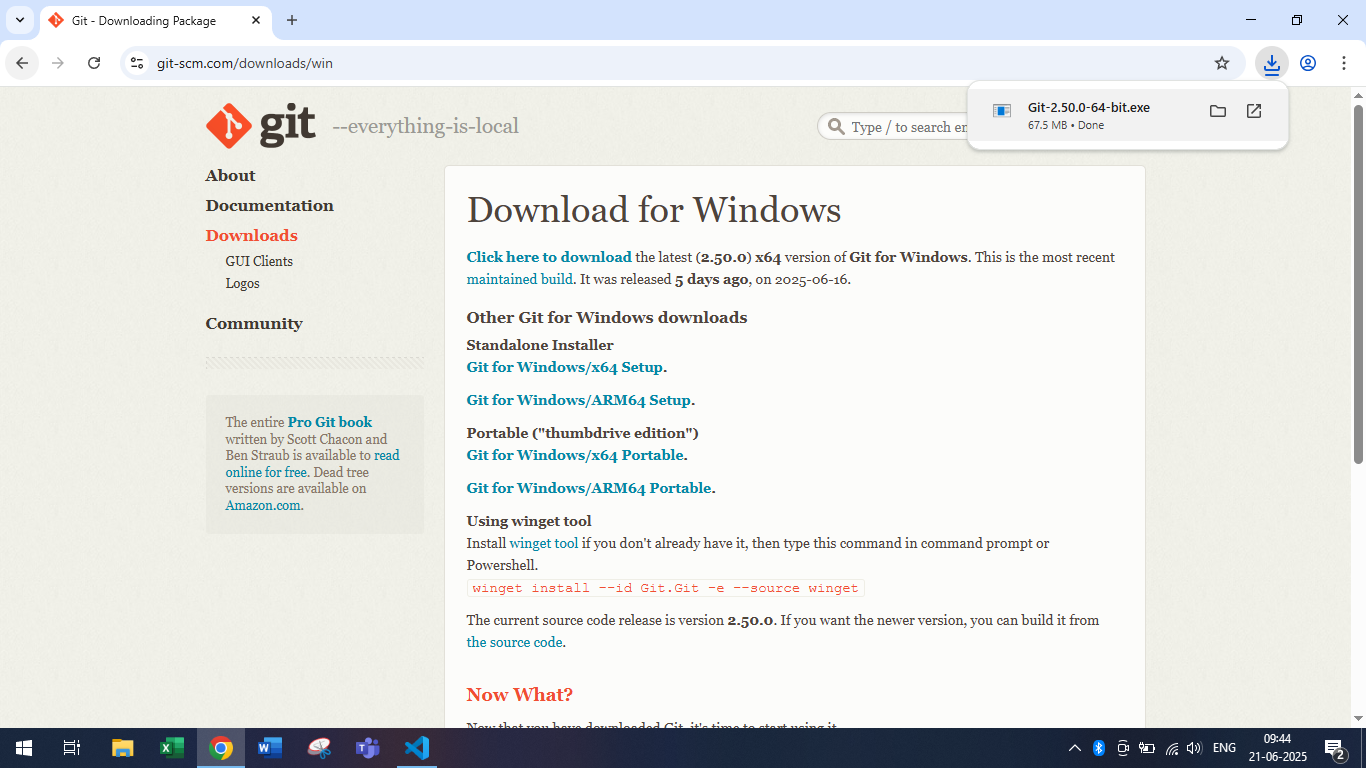 Git - Downloading Package
git-scm.com/downloads/win
Git-2.50.0-64-bit.exe
67.5 MB • Done
git --everything-is-local
Type / to search en
About
Documentation
Downloads
GUI Clients
Logos
Community
The entire Pro Git book
written by Scott Chacon and
Ben Straub is available to read
online for free. Dead tree
versions are available on
Amazon.com.
Download for Windows
Click here to download the latest (2.50.0) x64 version of Git for Windows. This is the most recent
maintained build. It was released 5 days ago, on 2025-06-16.
Other Git for Windows downloads
Standalone Installer
Git for Windows/x64 Setup.
Git for Windows/ARM64 Setup.
Portable ("thumbdrive edition")
Git for Windows/x64 Portable.
Git for Windows/ARM64 Portable.
Using winget tool
Install winget tool if you don't already have it, then type this command in command prompt or
Powershell.
winget install --id Git.Git -e --source winget
The current source code release is version 2.50.0. If you want the newer version, you can build it from
the source code.
Now What?
Now that you have downloaded Git, it's time to start using it.
ENG
09:44
21-06-2025
2